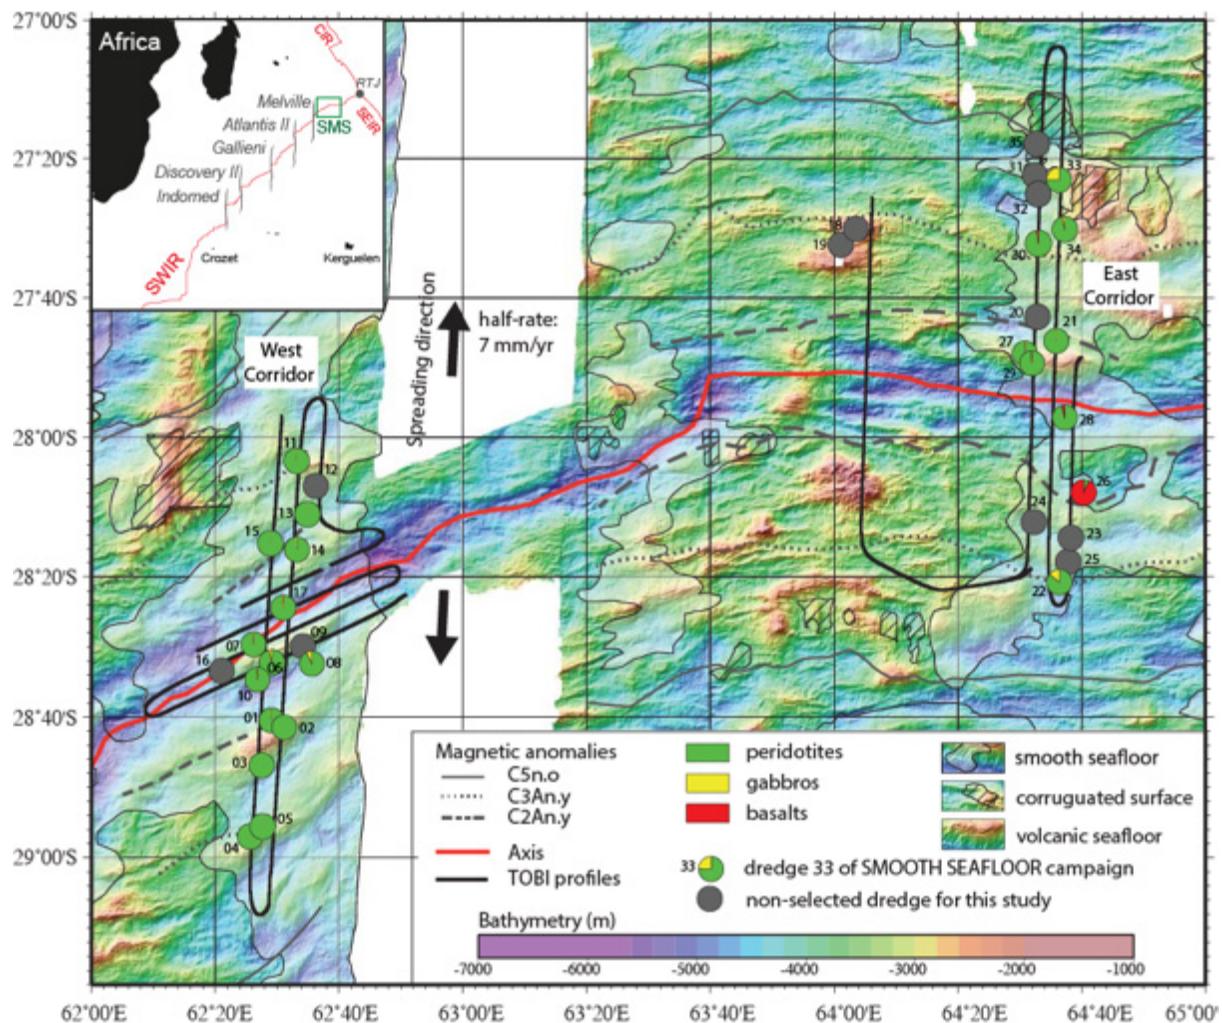 27°00'S
27°20'S
27°40'S
28°00'S
28°20'S
28°40'S
29°00'S
Africa
CIR
RTJ
Melville
SMS
SEIR
Atlantis II
Gallieni
Discovery II
Indomed
SWIR
Crozet
Kerguelen
West
Corridor
Spreading direction
half-rate:
7 mm/yr
East
Corridor
35
33
32
18
19
34
30
20
21
27
29
28
26
24
23
25
22
11
12
13
15
14
17
07
09
16
06
08
10
01
02
03
05
04
Magnetic anomalies
C5n.o
C3An.y
C2An.y
Axis
TOBI profiles
peridotites
gabbros
basalts
smooth seafloor
corruguated surface
volcanic seafloor
33
dredge 33 of SMOOTH SEAFLOOR campaign
non-selected dredge for this study
Bathymetry (m)
-7000 -6000 -5000 -4000 -3000 -2000 -1000
62°00'E 62°20'E 62°40'E 63°00'E 63°20'E 63°40'E 64°00'E 64°20'E 64°40'E 65°00'